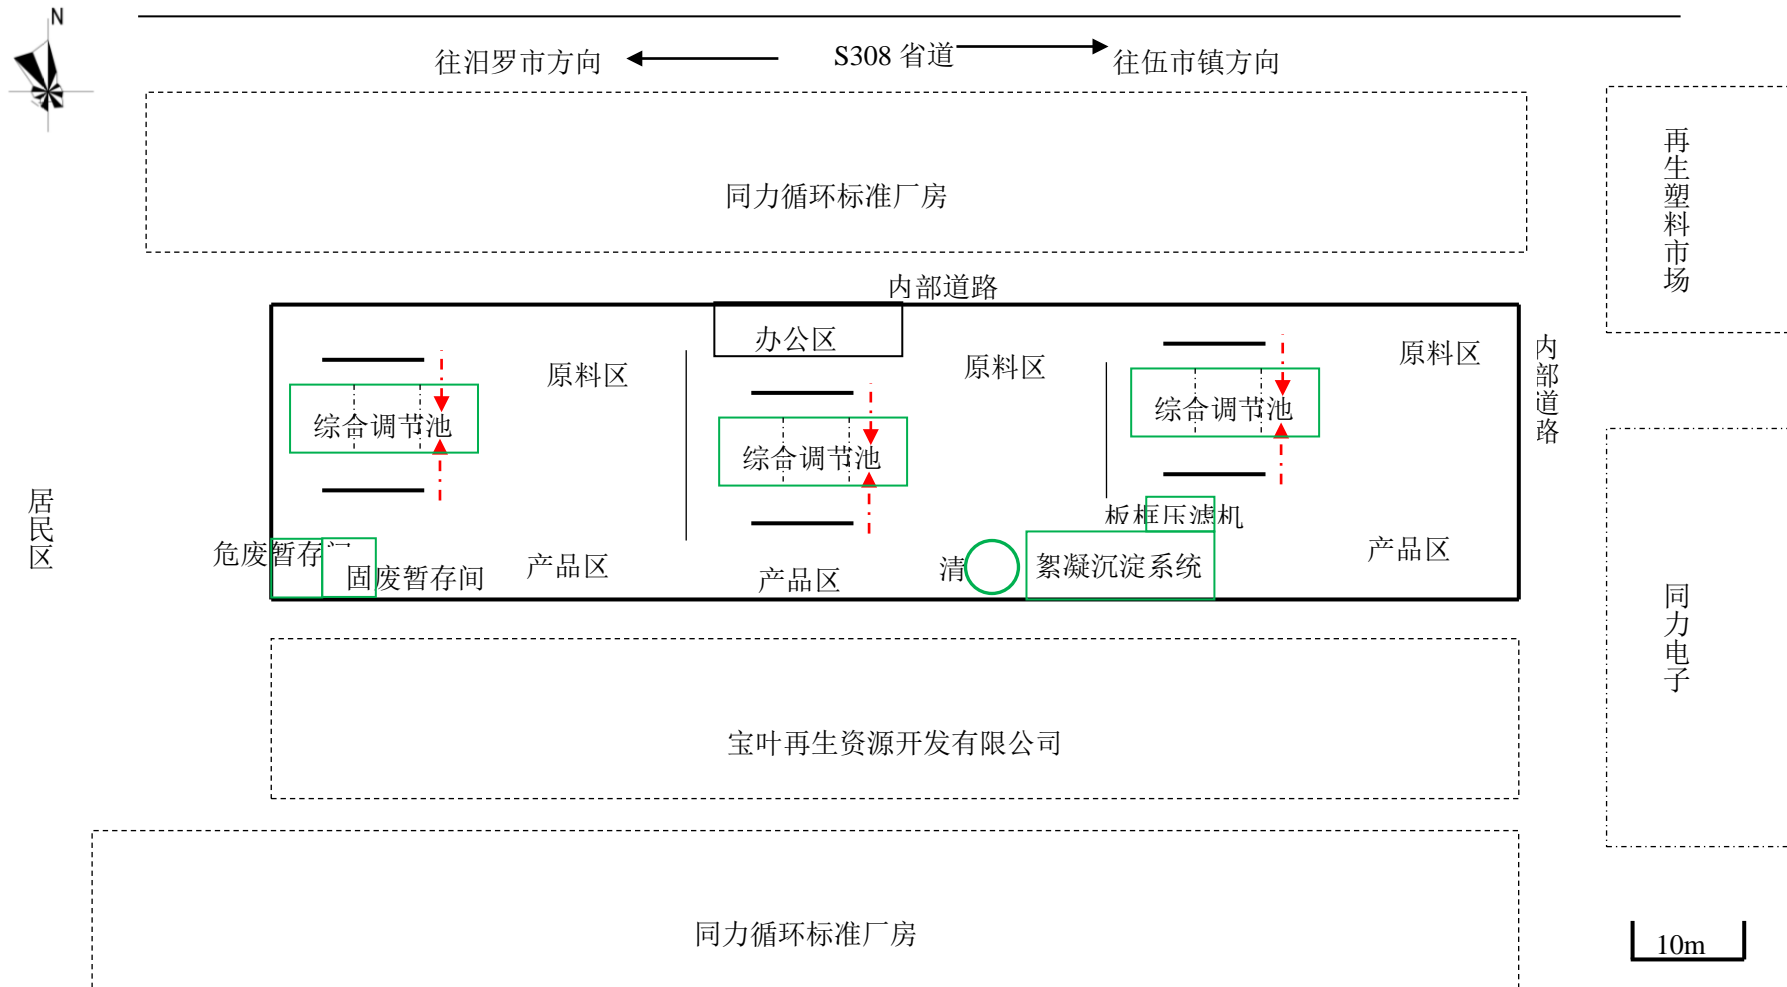 N
往汨罗市方向
S308 省道
往伍市镇方向
再生塑料市场
同力循环标准厂房
内部道路
办公区
原料区
原料区
原料区
内部道路
综合调节池
综合调节池
综合调节池
居民区
板框压滤机
危废暂存
固废暂存间
产品区
产品区
清
絮凝沉淀系统
产品区
同力电子
宝叶再生资源开发有限公司
同力循环标准厂房
10m